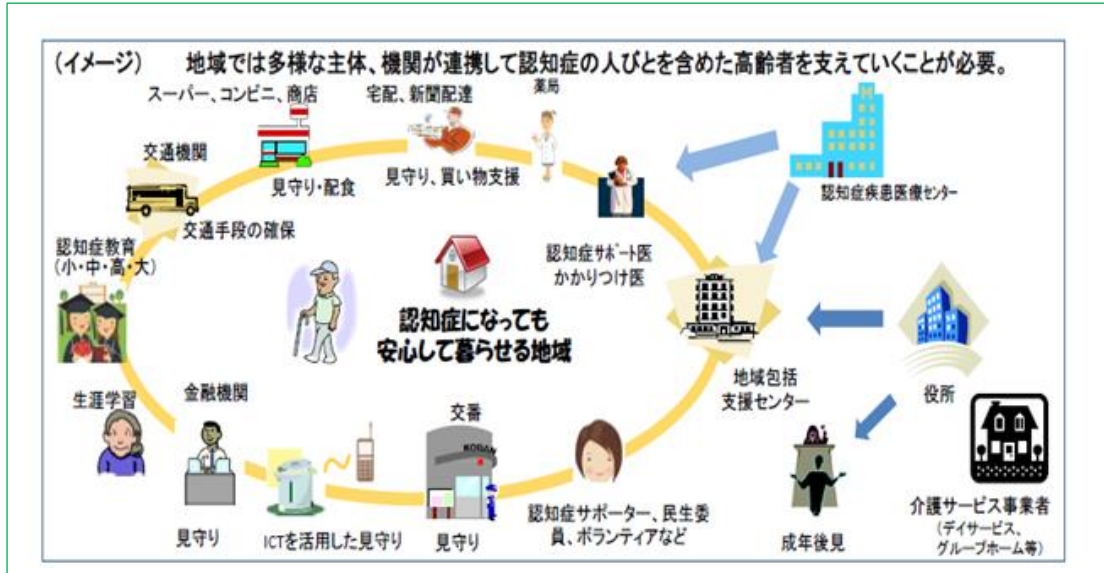 （イメージ）　地域では多様な主体、機関が連携して認知症の人びとを含めた高齢者を支えていくことが必要。
スーパー、コンビニ、商店
宅配、新聞配達
薬局
交通機関
見守り・配食
見守り、買い物支援
認知症疾患医療センター
交通手段の確保
認知症教育
（小・中・高・大）
認知症サポート医
かかりつけ医
認知症になっても
安心して暮らせる地域
生涯学習
金融機関
交番
KOBAN
地域包括
支援センター
役所
見守り
ICTを活用した見守り
見守り
認知症サポーター、民生委
員、ボランティアなど
成年後見
介護サービス事業者
（デイサービス、
グループホーム等）